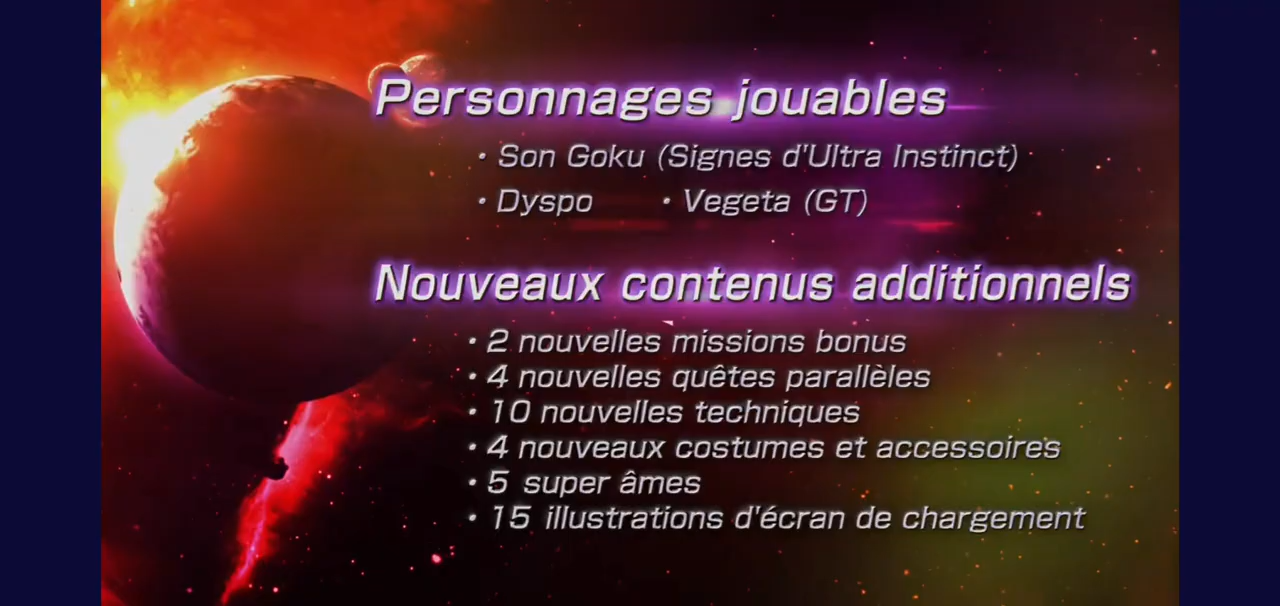 Personnages jouables
・Son Goku (Signes d'Ultra Instinct)
・Dyspo ・Vegeta (GT)
Nouveaux contenus additionnels
・2 nouvelles missions bonus
・4 nouvelles quêtes parallèles
・10 nouvelles techniques
・4 nouveaux costumes et accessoires
・5 super âmes
・15 illustrations d'écran de chargement